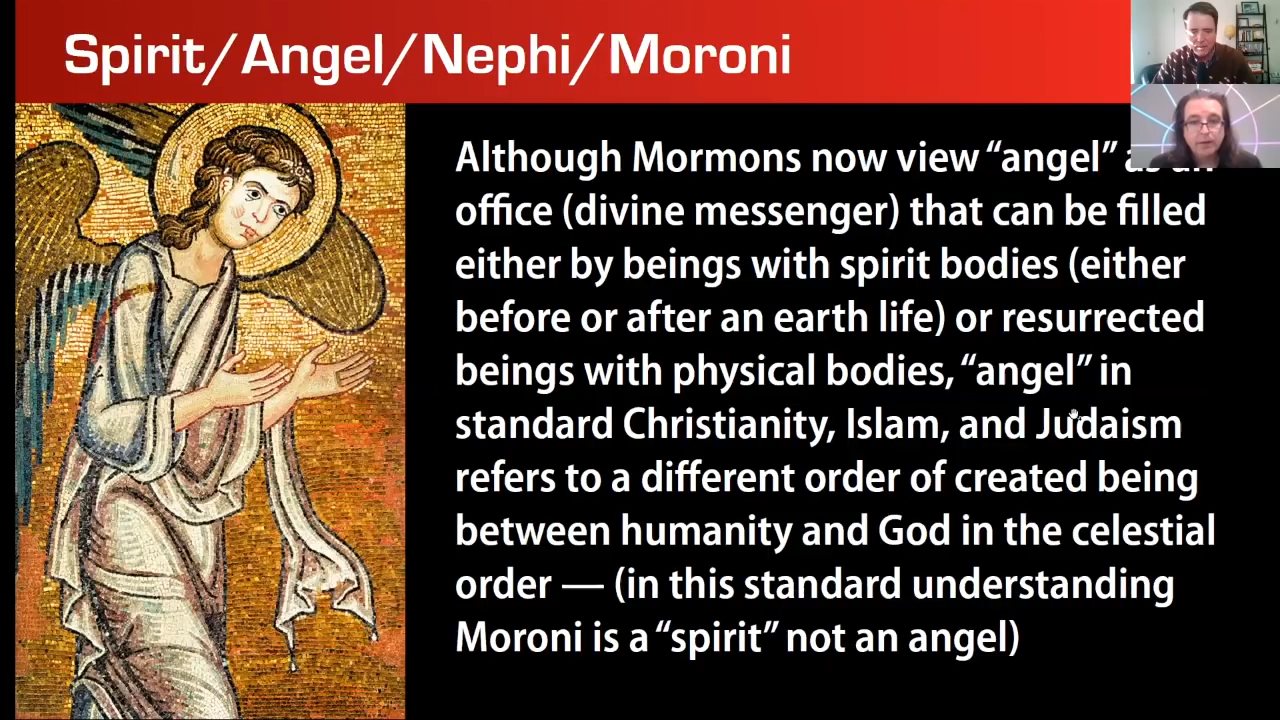 Spirit/Angel/Nephi/Moroni
Although Mormons now view “angel”
office (divine messenger) that can be filled
either by beings with spirit bodies (either
before or after an earth life) or resurrected
beings with physical bodies, “angel” in
standard Christianity, Islam, and Judaism
refers to a different order of created being
between humanity and God in the celestial
order — (in this standard understanding
Moroni is a “spirit” not an angel)